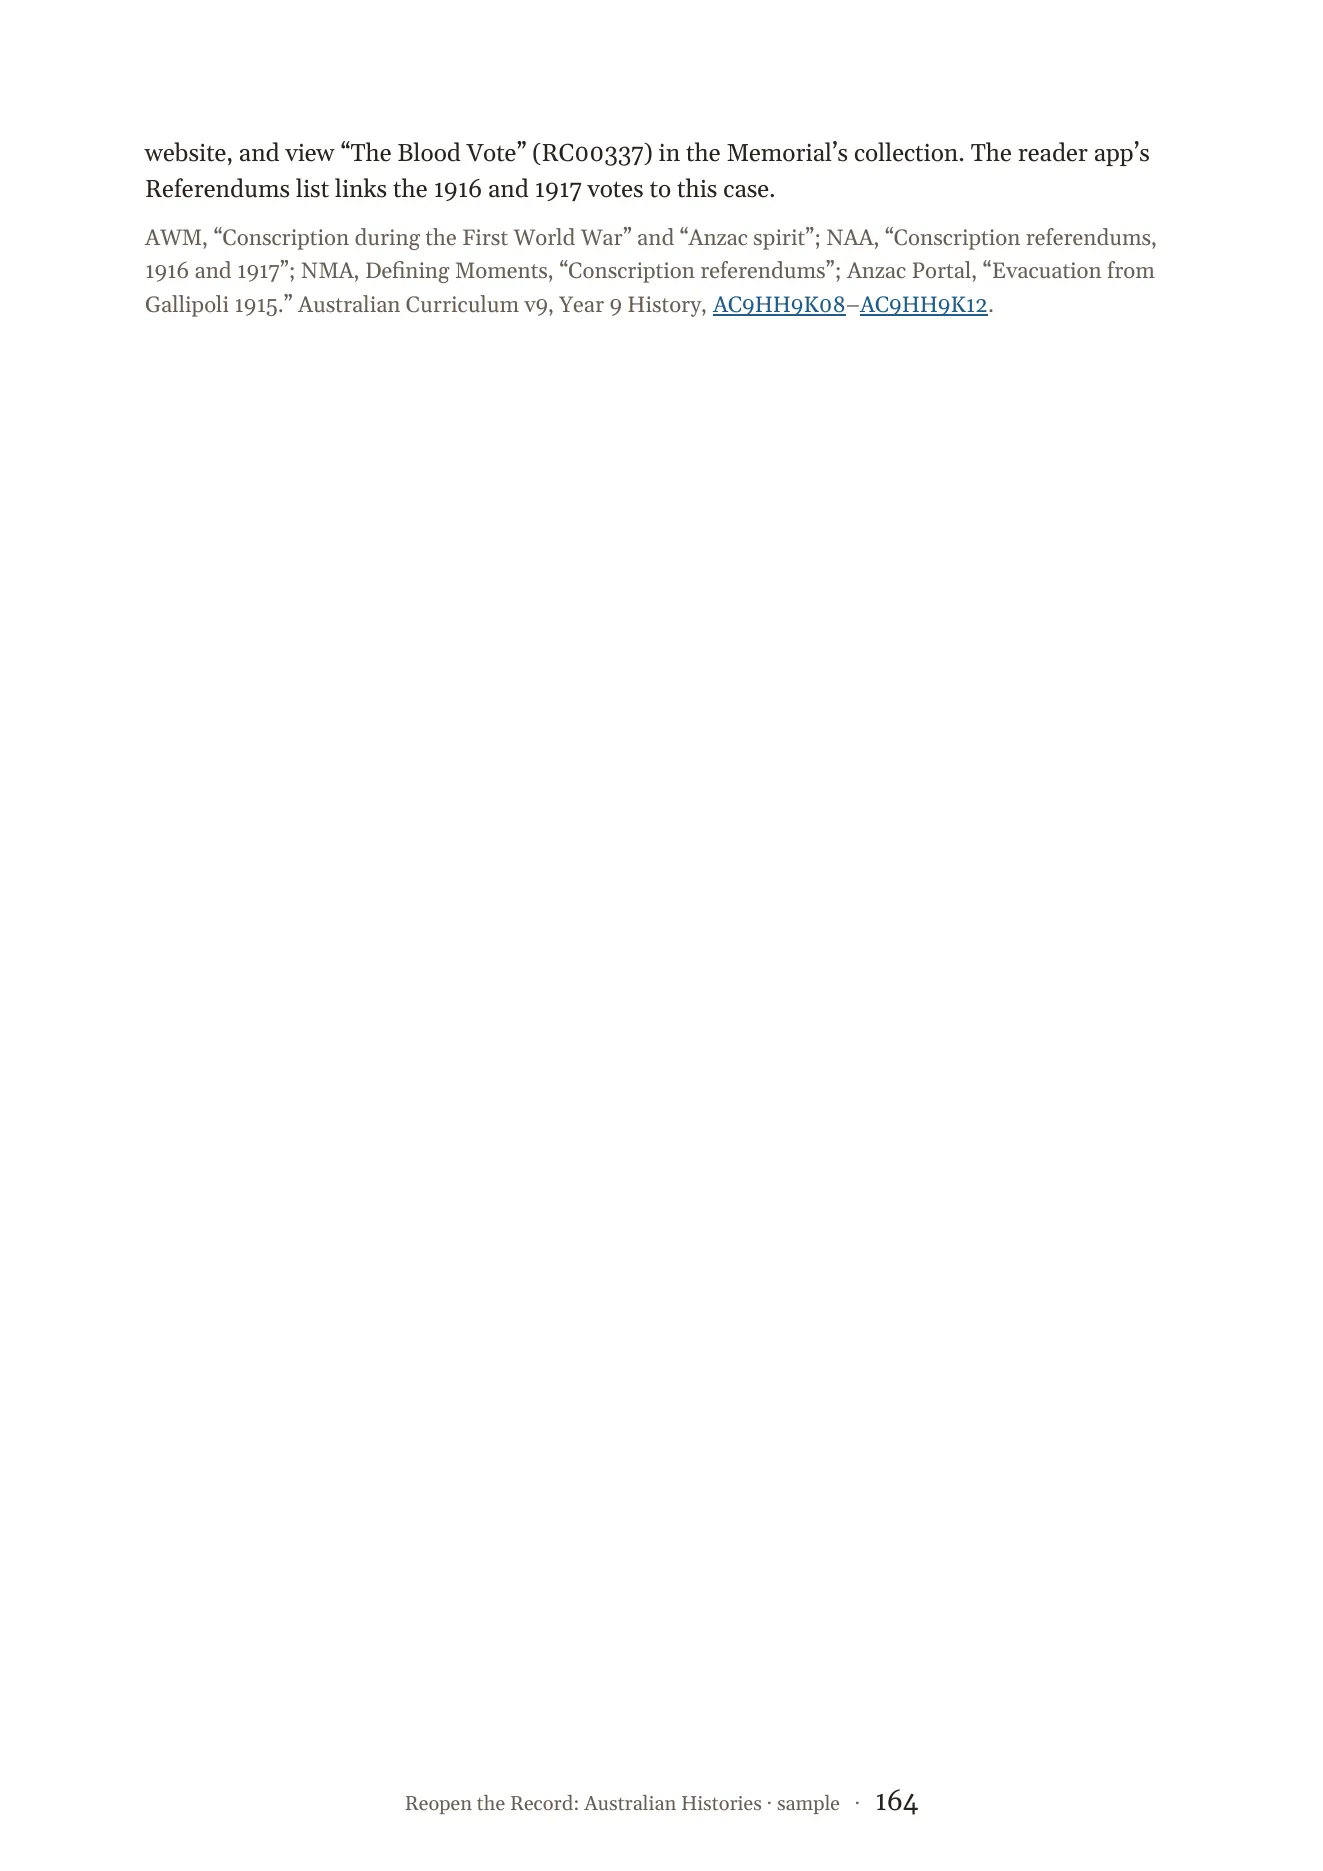 website, and view “The Blood Vote” (RC00337) in the Memorial’s collection. The reader app’s
Referendums list links the 1916 and 1917 votes to this case.
AWM, “Conscription during the First World War” and “Anzac spirit”; NAA, “Conscription referendums,
1916 and 1917”; NMA, Defining Moments, “Conscription referendums”; Anzac Portal, “Evacuation from
Gallipoli 1915.” Australian Curriculum v9, Year 9 History, AC9HH9K08–AC9HH9K12.
Reopen the Record: Australian Histories · sample · 164